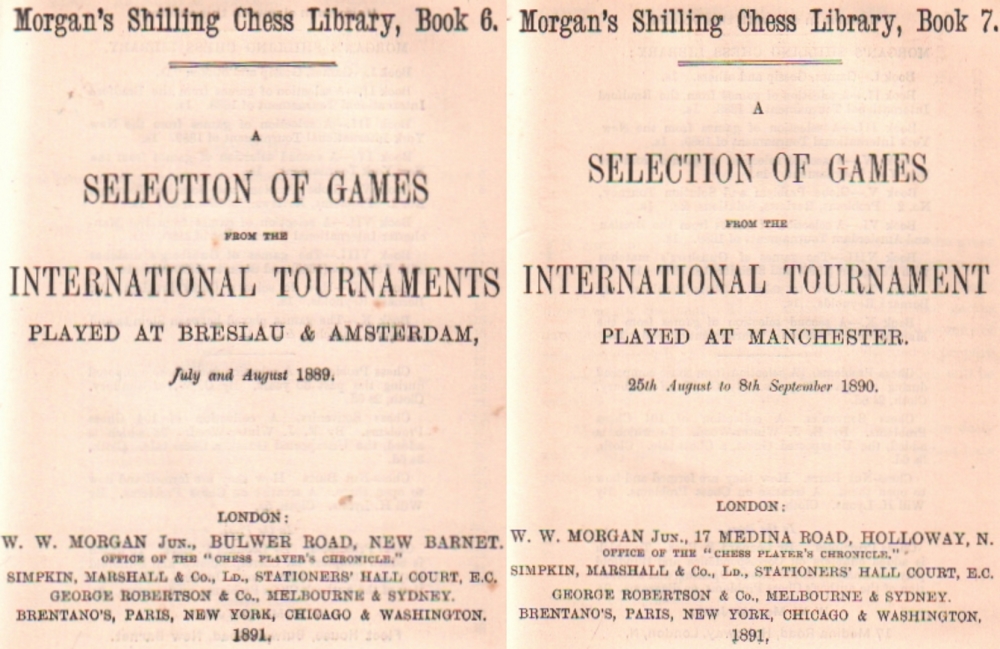 Morgan's Shilling Chess Library, Book 6.
A
SELECTION OF GAMES
FROM THE
INTERNATIONAL TOURNAMENTS
PLAYED AT BRESLAU & AMSTERDAM,
July and August 1889.
LONDON:
W. W. MORGAN Jun., BULWER ROAD, NEW BARNET.
OFFICE OF THE "CHESS PLAYER'S CHRONICLE."
SIMPKIN, MARSHALL & Co., Ld., STATIONERS' HALL COURT, E.C.
GEORGE ROBERTSON & Co., MELBOURNE & SYDNEY.
BRENTANO'S, PARIS, NEW YORK, CHICAGO & WASHINGTON.
1891,
Morgan's Shilling Chess Library, Book 7.
A
SELECTION OF GAMES
FROM THE
INTERNATIONAL TOURNAMENT
PLAYED AT MANCHESTER.
25th August to 8th September 1890.
LONDON:
W. W. MORGAN Jun., 17 MEDINA ROAD, HOLLOWAY, N.
OFFICE OF THE "CHESS PLAYER'S CHRONICLE."
SIMPKIN, MARSHALL & Co., Ld., STATIONERS' HALL COURT, E.C.
GEORGE ROBERTSON & Co., MELBOURNE & SYDNEY.
BRENTANO'S, PARIS, NEW YORK, CHICAGO & WASHINGTON.
1891,